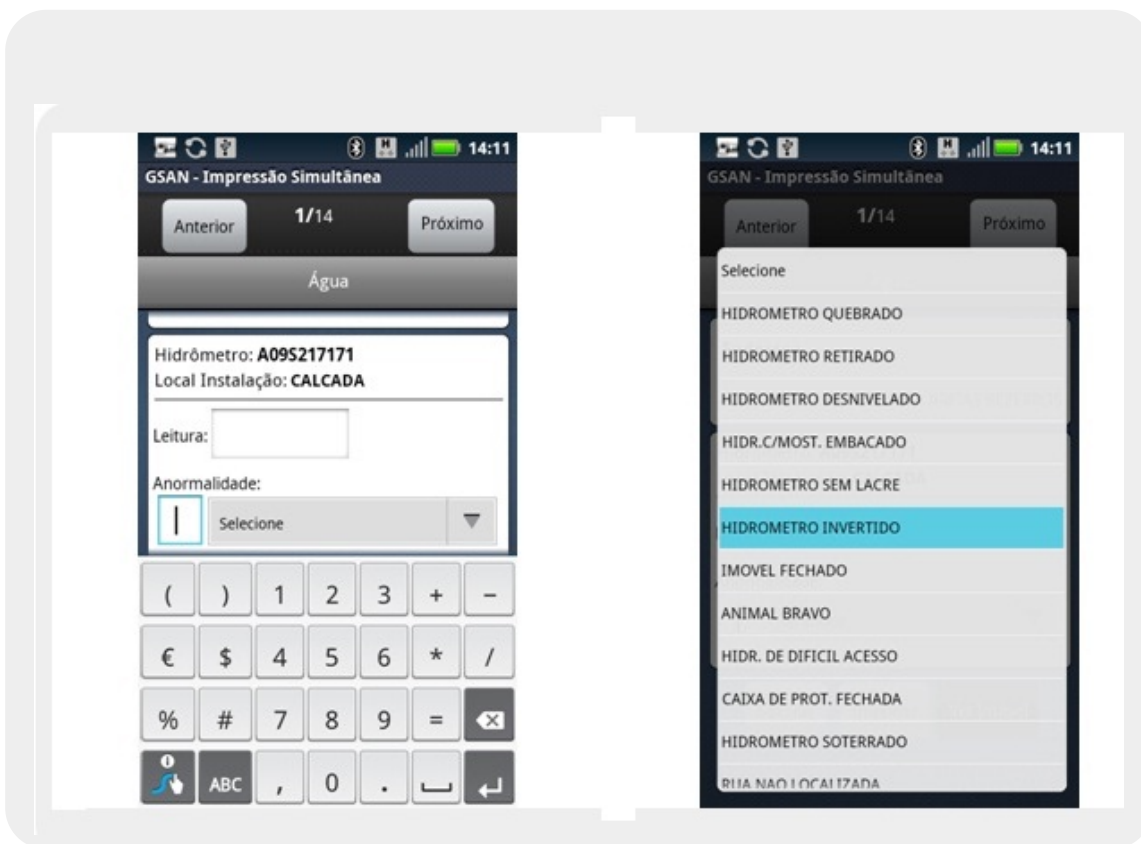 14:11
GSAN - Impressão Simultânea
Anterior
1/14
Próximo
Água
Hidrômetro: A09S217171
Local Instalação: CALCADA
Leitura:
Anormalidade:
Selecione
( ) 1 2 3 + -
€ $ 4 5 6 * /
% # 7 8 9 =
ABC , 0 .
14:11
GSAN - Impressão Simultânea
Anterior
1/14
Próximo
Selecione
HIDROMETRO QUEBRADO
HIDROMETRO RETIRADO
HIDROMETRO DESNIVELADO
HIDR.C/MOST. EMBACADO
HIDROMETRO SEM LACRE
HIDROMETRO INVERTIDO
IMOVEL FECHADO
ANIMAL BRAVO
HIDR. DE DIFICIL ACESSO
CAIXA DE PROT. FECHADA
HIDROMETRO SOTERRADO
RUA NAO LOCALIZADA